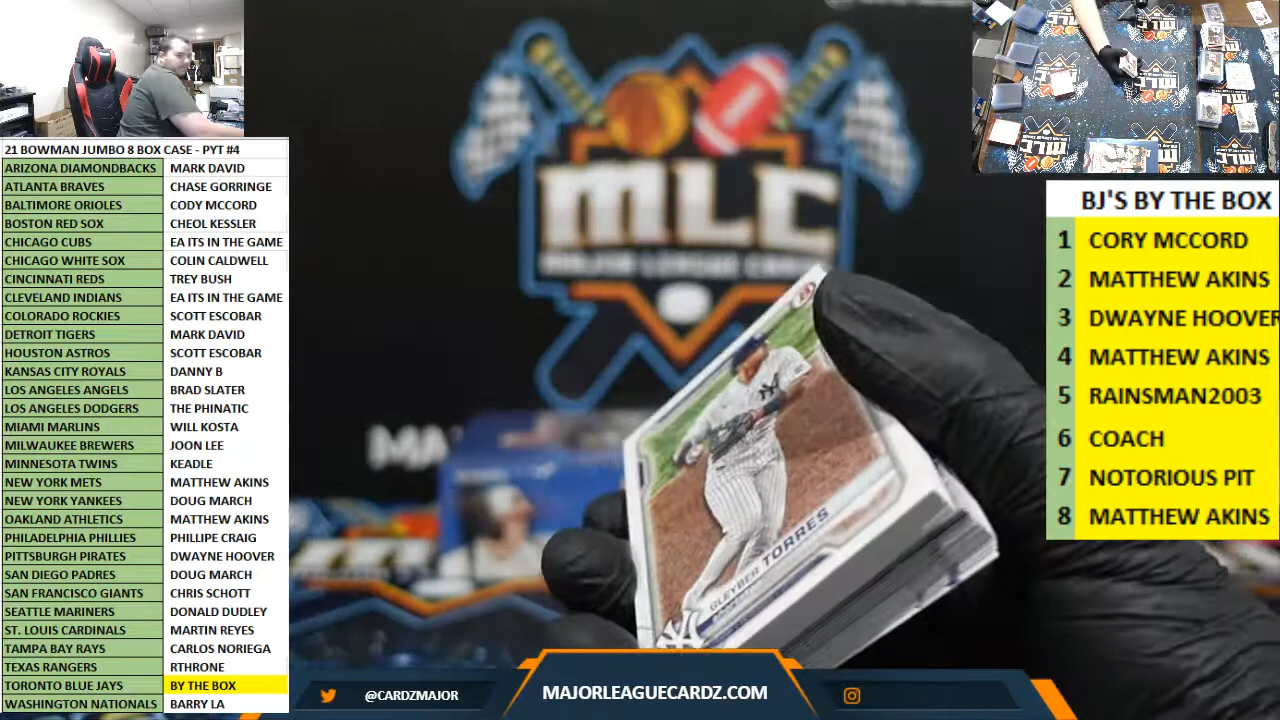 21 BOWMAN JUMBO 8 BOX CASE - PYT #4
ARIZONA DIAMONDBACKS MARK DAVID
ATLANTA BRAVES CHASE GORRINGE
BALTIMORE ORIOLES CODY MCCORD
BOSTON RED SOX CHEOL KESSLER
CHICAGO CUBS EA ITS IN THE GAME
CHICAGO WHITE SOX COLIN CALDWELL
CINCINNATI REDS TREY BUSH
CLEVELAND INDIANS EA ITS IN THE GAME
COLORADO ROCKIES SCOTT ESCOBAR
DETROIT TIGERS MARK DAVID
HOUSTON ASTROS SCOTT ESCOBAR
KANSAS CITY ROYALS DANNY B
LOS ANGELES ANGELS BRAD SLATER
LOS ANGELES DODGERS THE PHINATIC
MIAMI MARLINS WILL KOSTA
MILWAUKEE BREWERS JOON LEE
MINNESOTA TWINS KEADLE
NEW YORK METS MATTHEW AKINS
NEW YORK YANKEES DOUG MARCH
OAKLAND ATHLETICS MATTHEW AKINS
PHILADELPHIA PHILLIES PHILLIPE CRAIG
PITTSBURGH PIRATES DWAYNE HOOVER
SAN DIEGO PADRES DOUG MARCH
SAN FRANCISCO GIANTS CHRIS SCHOTT
SEATTLE MARINERS DONALD DUDLEY
ST. LOUIS CARDINALS MARTIN REYES
TAMPA BAY RAYS CARLOS NORIEGA
TEXAS RANGERS RTHRONE
TORONTO BLUE JAYS BY THE BOX
WASHINGTON NATIONALS BARRY LA
MLC
MAJOR LEAGUE CARDZ
GLEYBER TORRES
NY
BJ'S BY THE BOX
1 CORY MCCORD
2 MATTHEW AKINS
3 DWAYNE HOOVER
4 MATTHEW AKINS
5 RAINSMAN2003
6 COACH
7 NOTORIOUS PIT
8 MATTHEW AKINS
@CARDZMAJOR
MAJORLEAGUECARDZ.COM